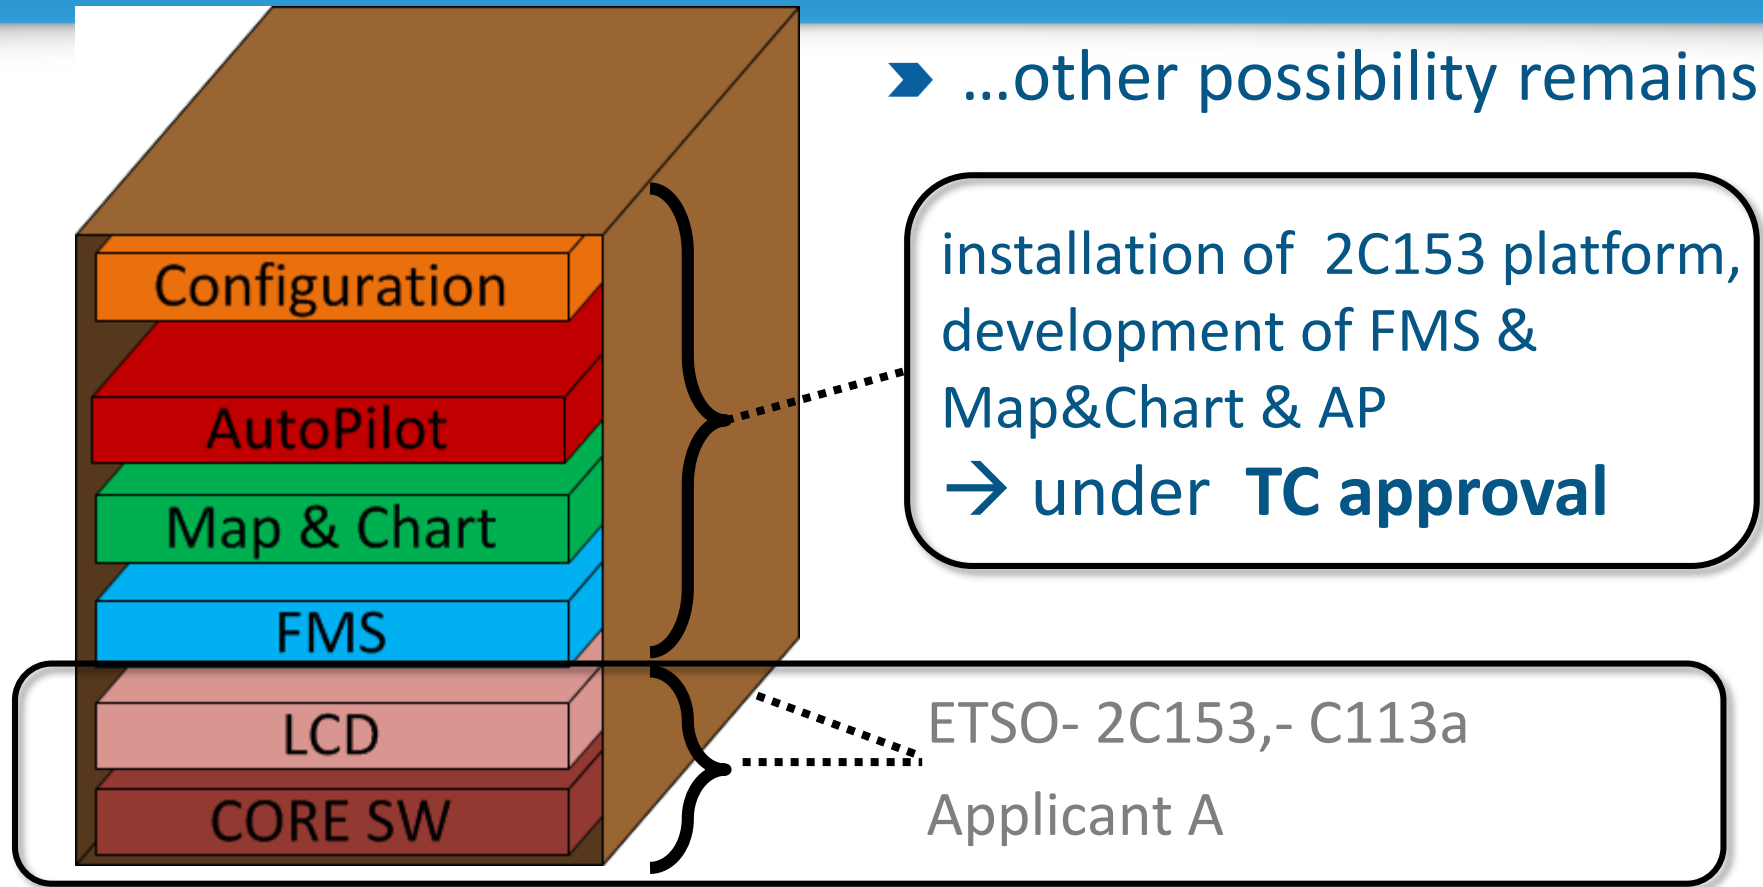 ...other possibility remains
Configuration
AutoPilot
Map & Chart
FMS
LCD
CORE SW
installation of 2C153 platform,
development of FMS &
Map&Chart & AP
→ under TC approval
ETSO- 2C153,- C113a
Applicant A